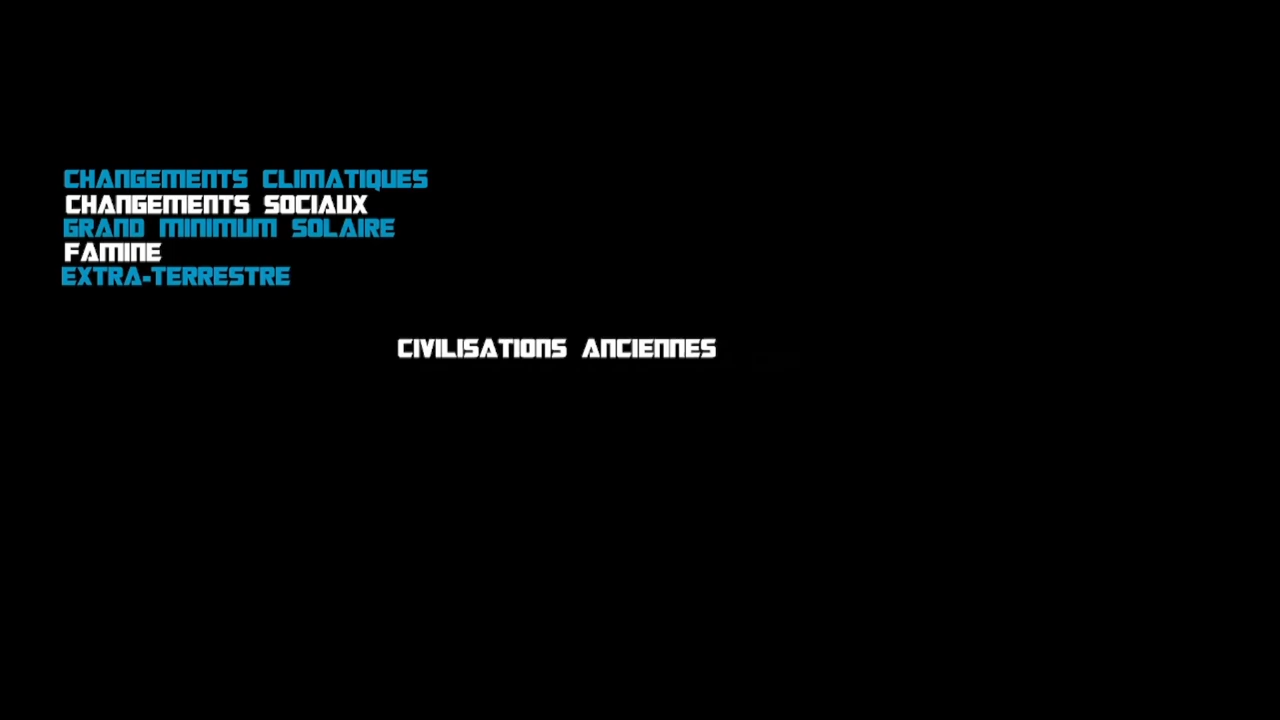 CHANGEMENTS CLIMATIQUES
CHANGEMENTS SOCIAUX
GRAND MINIMUM SOLAIRE
FAMINE
EXTRA-TERRESTRE
CIVILISATIONS ANCIENNES